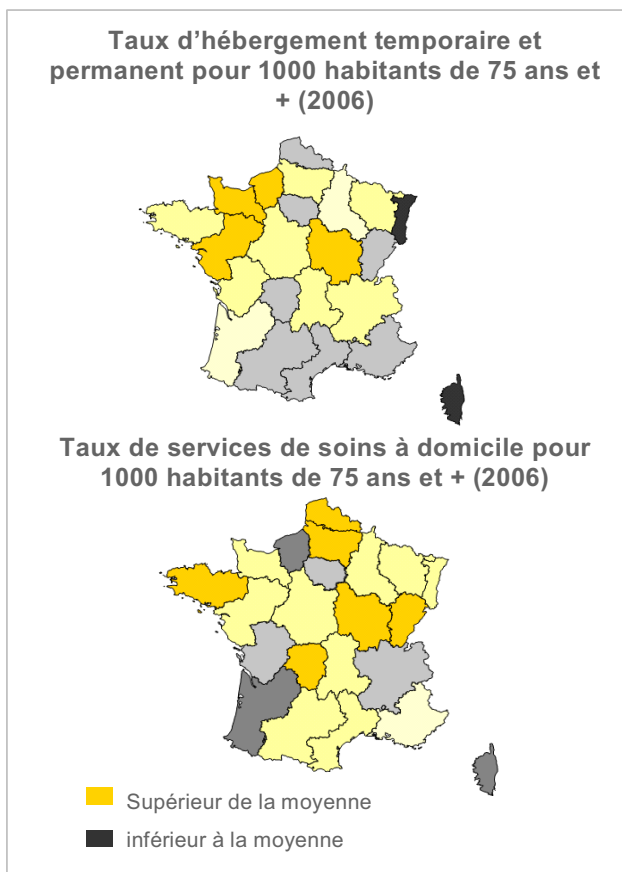 Taux d’hébergement temporaire et
permanent pour 1000 habitants de 75 ans et
+ (2006)
Taux de services de soins à domicile pour
1000 habitants de 75 ans et + (2006)
Supérieur de la moyenne
inférieur à la moyenne